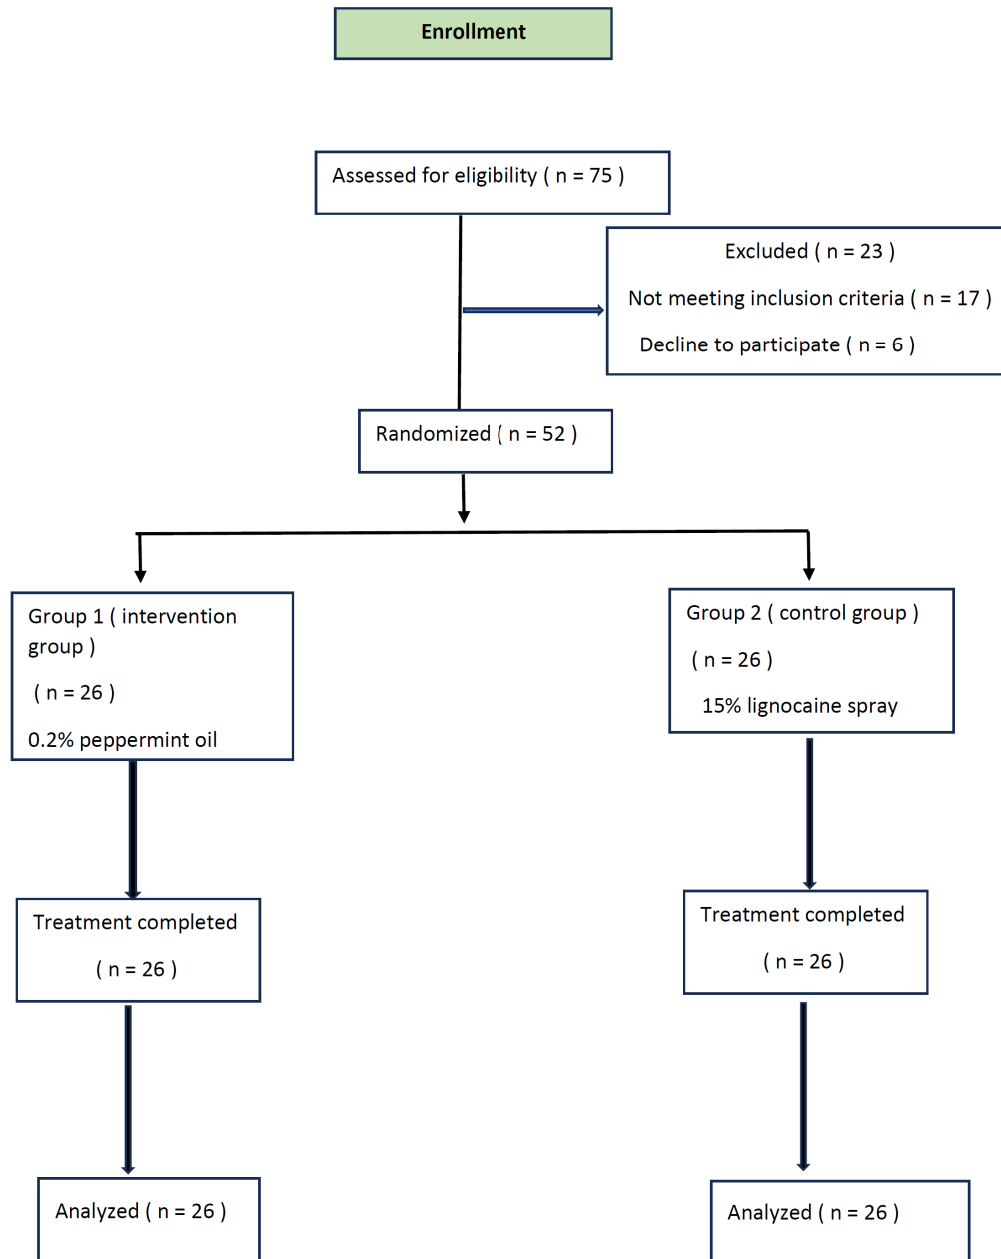 Enrollment
Assessed for eligibility ( n = 75 )
Excluded ( n = 23 )
Not meeting inclusion criteria ( n = 17 )
Decline to participate ( n = 6 )
Randomized ( n = 52 )
Group 1 ( intervention
group )
( n = 26 )
0.2% peppermint oil
Group 2 ( control group )
( n = 26 )
15% lignocaine spray
Treatment completed
( n = 26 )
Treatment completed
( n = 26 )
Analyzed ( n = 26 )
Analyzed ( n = 26 )